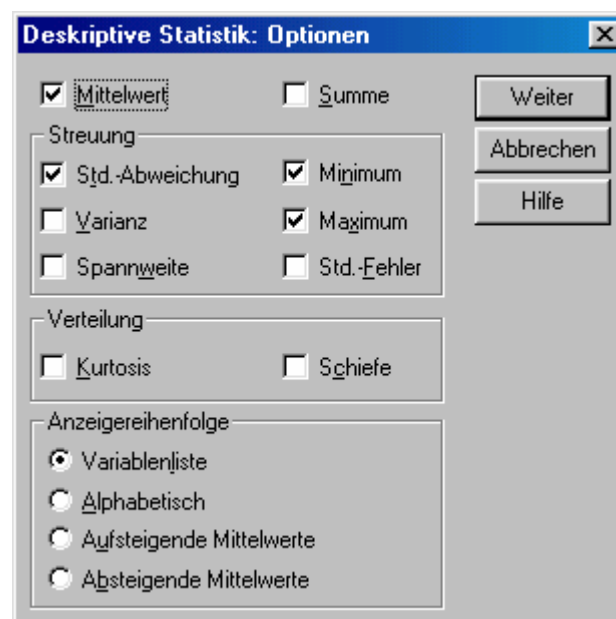 Deskriptive Statistik: Optionen
Mittelwert
Summe
Weiter
Abbrechen
Hilfe
Streuung
Std.-Abweichung
Minimum
Varianz
Maximum
Spannweite
Std.-Fehler
Verteilung
Kurtosis
Schiefe
Anzeigereihenfolge
Variablenliste
Alphabetisch
Aufsteigende Mittelwerte
Absteigende Mittelwerte